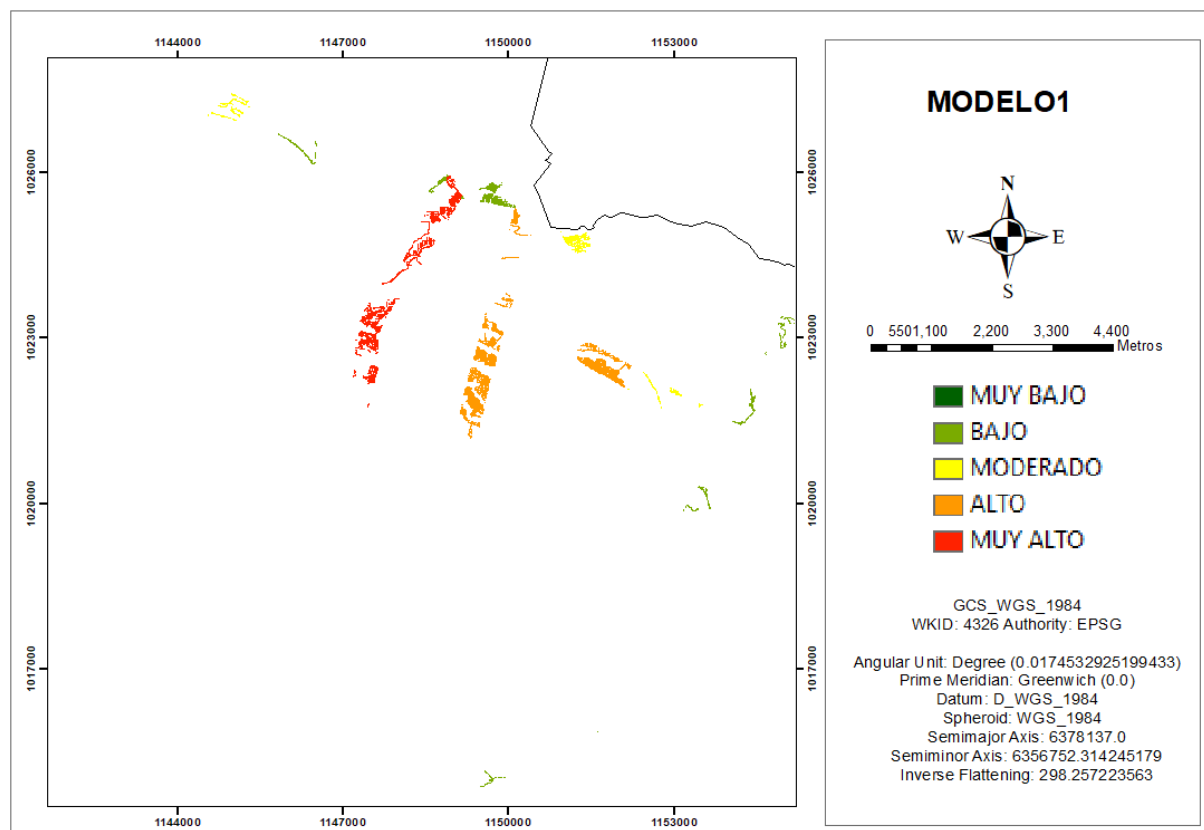 1144000 1147000 1150000 1153000
1026000 1026000
1023000 1023000
1020000 1020000
1017000 1017000
1144000 1147000 1150000 1153000
MODELO1
N
W E
S
0 5501,100 2,200 3,300 4,400
Metros
MUY BAJO
BAJO
MODERADO
ALTO
MUY ALTO
GCS_WGS_1984
WKID: 4326 Authority: EPSG
Angular Unit: Degree (0.0174532925199433)
Prime Meridian: Greenwich (0.0)
Datum: D_WGS_1984
Spheroid: WGS_1984
Semimajor Axis: 6378137.0
Semiminor Axis: 6356752.314245179
Inverse Flattening: 298.257223563